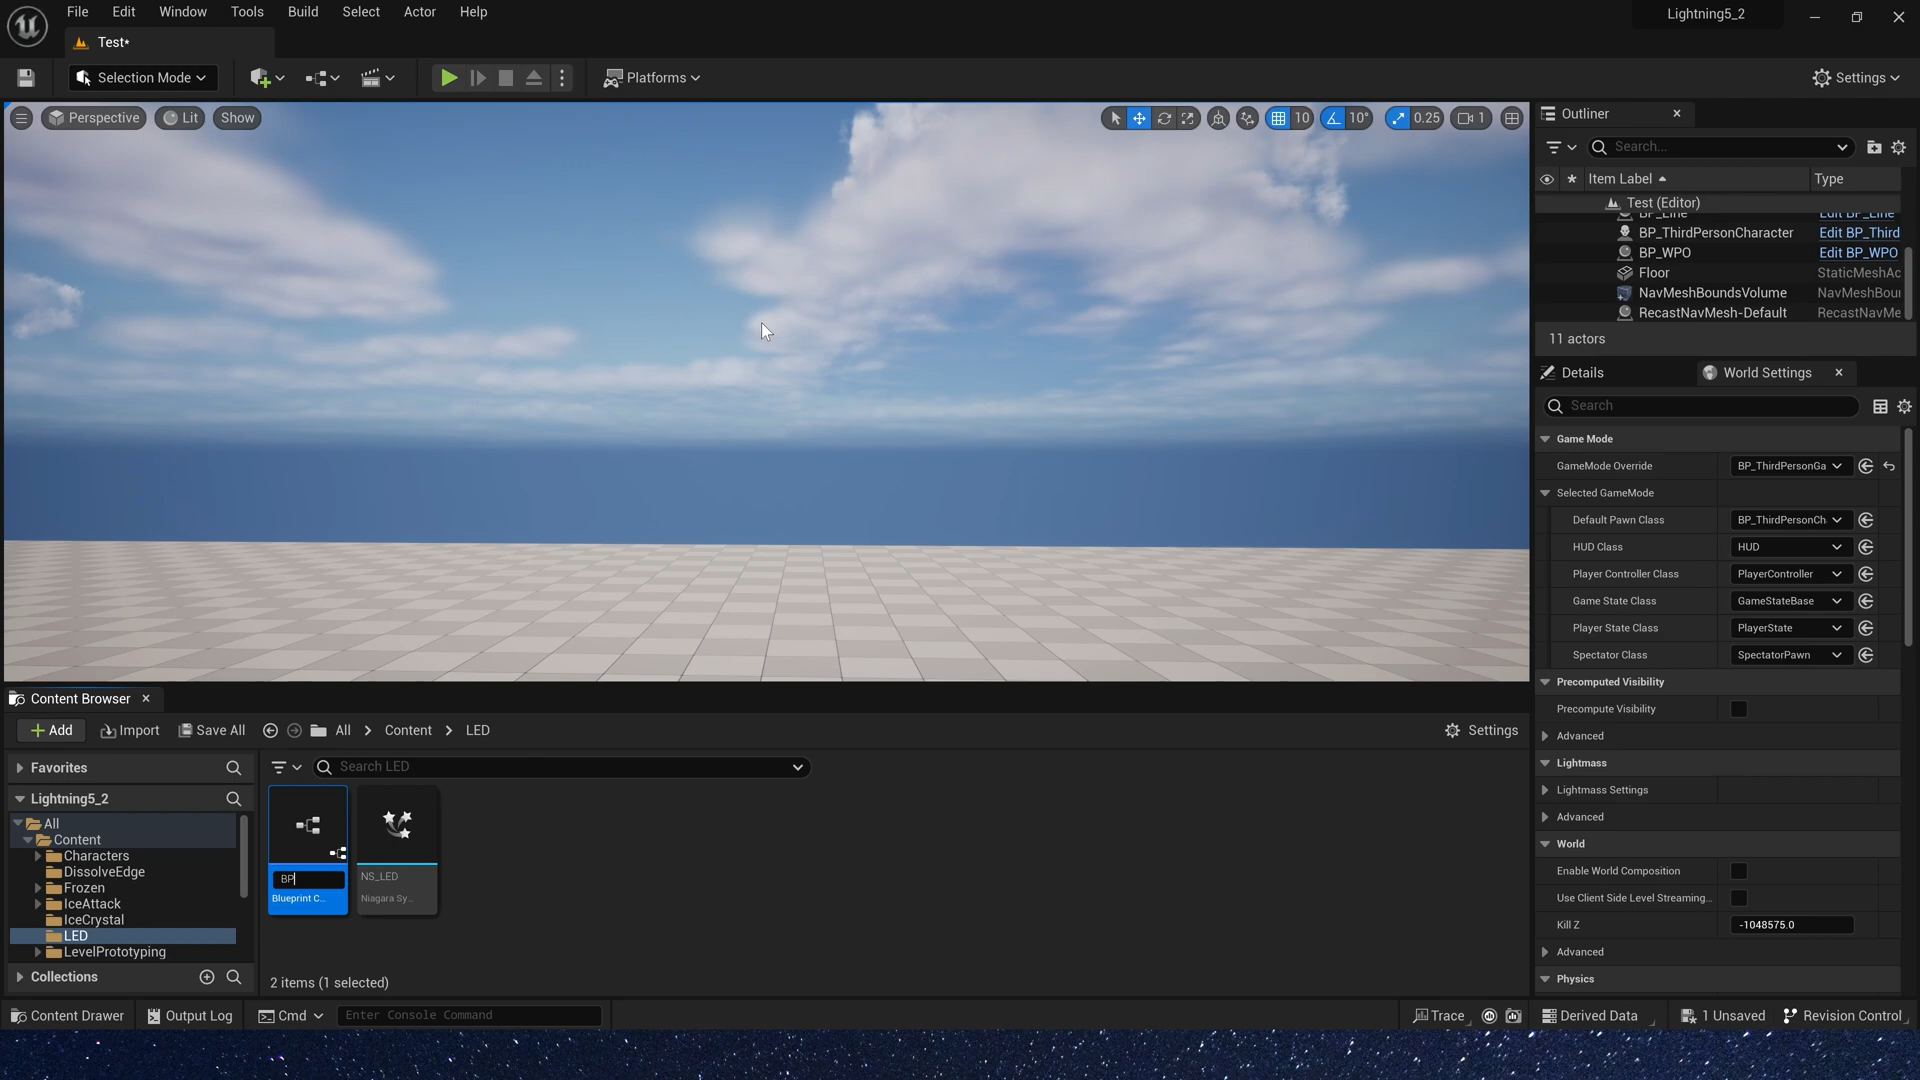 File Edit Window Tools Build Select Actor Help
Lightning5_2
Test*
Selection Mode
Platforms
Settings
Perspective Lit Show
10 10° 0.25 1
Outliner
Search...
Item Label Type
Test (Editor)
BP_Line Edit BP_Line
BP_ThirdPersonCharacter Edit BP_Third
BP_WPO Edit BP_WPO
Floor StaticMeshAc
NavMeshBoundsVolume NavMeshBou
RecastNavMesh-Default RecastNavMe
11 actors
Details World Settings
Search
Game Mode
GameMode Override BP_ThirdPersonGa
Selected GameMode
Default Pawn Class BP_ThirdPersonCh
HUD Class HUD
Player Controller Class PlayerController
Game State Class GameStateBase
Player State Class PlayerState
Spectator Class SpectatorPawn
Precomputed Visibility
Precompute Visibility
Advanced
Lightmass
Lightmass Settings
Advanced
World
Enable World Composition
Use Client Side Level Streaming...
Kill Z -1048575.0
Advanced
Physics
Content Browser
Add Import Save All All > Content > LED Settings
Favorites
Search LED
Lightning5_2
All
Content
Characters
DissolveEdge
Frozen
IceAttack
IceCrystal
LED
LevelPrototyping
Collections
BP
Blueprint C...
NS_LED
Niagara Sy...
2 items (1 selected)
Content Drawer Output Log Cmd Enter Console Command Trace Derived Data 1 Unsaved Revision Control